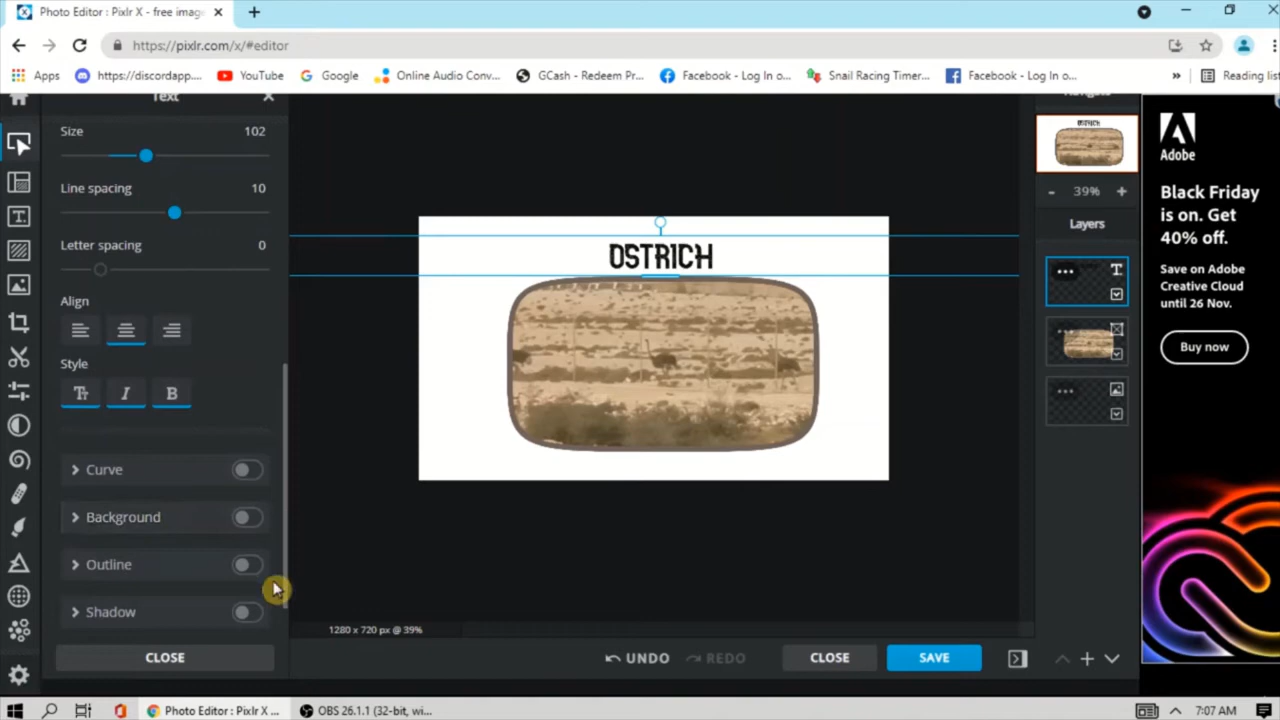 Photo Editor : Pixlr X - free imag
https://pixlr.com/x/#editor
Apps
https://discordapp....
YouTube
Google
Online Audio Conv...
GCash - Redeem Pr...
Facebook - Log In o...
Snail Racing Timer...
Facebook - Log In o...
»
Reading list
Text
Size 102
Line spacing 10
Letter spacing 0
Align
Style
Tr I B
Curve
Background
Outline
Shadow
CLOSE
OSTRICH
1280 x 720 px @ 39%
UNDO
REDO
CLOSE
SAVE
Navigate
OSTRICH
- 39% +
Layers
T
Adobe
Black Friday
is on. Get
40% off.
Save on Adobe
Creative Cloud
until 26 Nov.
Buy now
Photo Editor : Pixlr X ...
OBS 26.1.1 (32-bit, wi...
7:07 AM